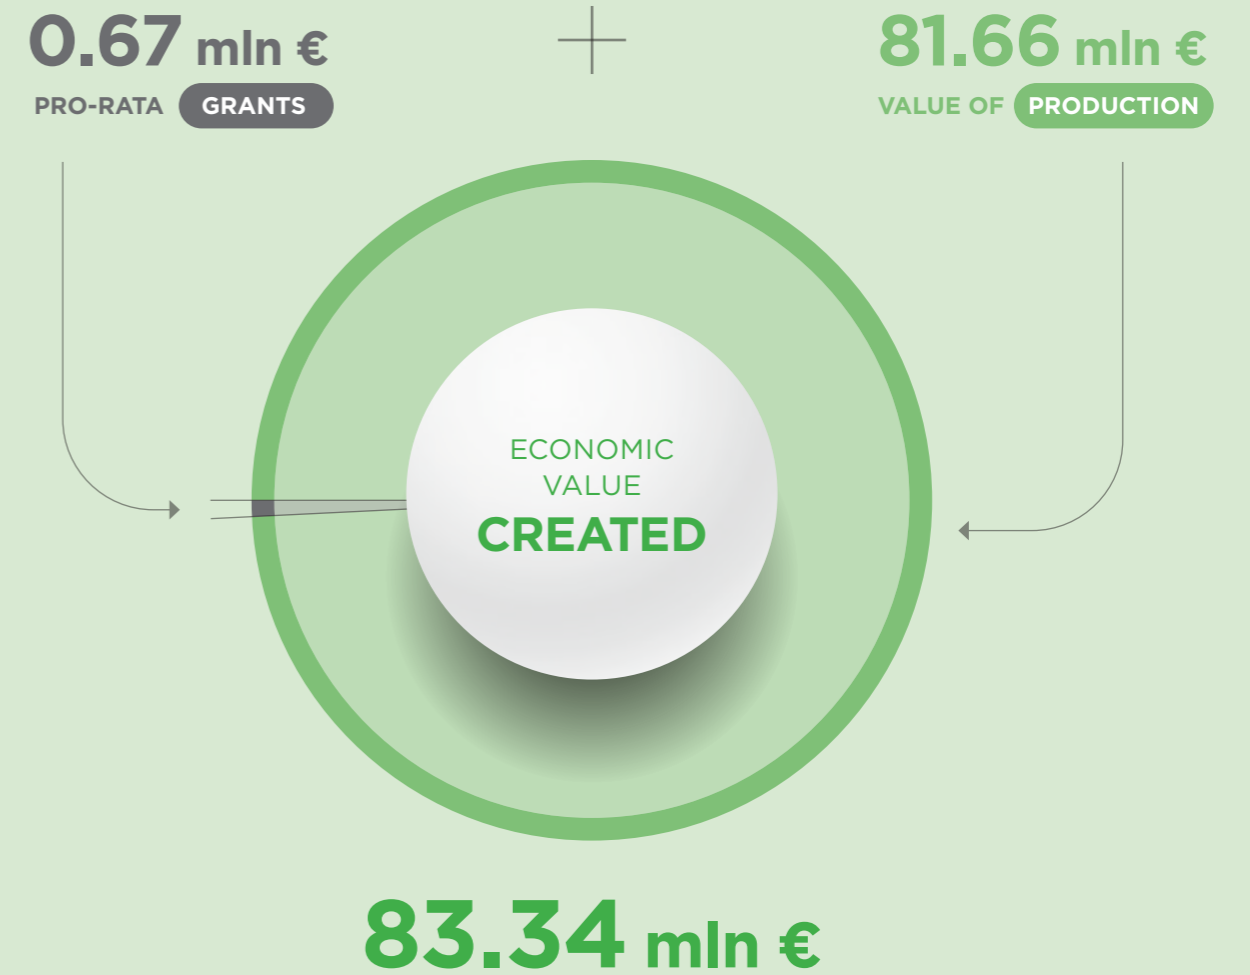 0.67 mln €
PRO-RATA GRANTS
+
81.66 mln €
VALUE OF PRODUCTION
ECONOMIC
VALUE
CREATED
83.34 mln €